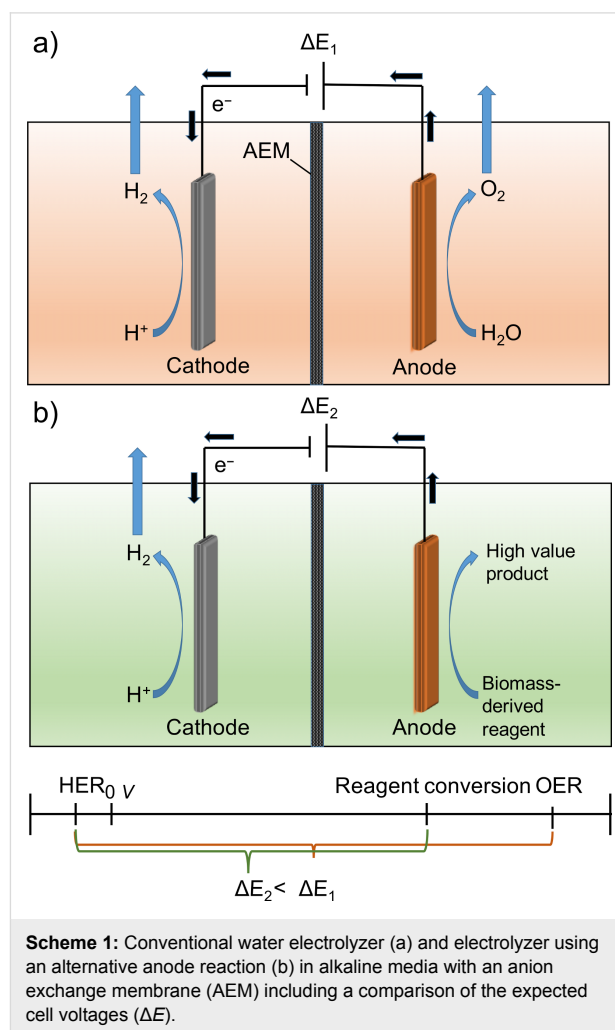 a)
ΔE₁
e⁻
AEM
H₂
O₂
H⁺
H₂O
Cathode
Anode
b)
ΔE₂
e⁻
H₂
High value
product
H⁺
Biomass-
derived
reagent
Cathode
Anode
HER 0 V Reagent conversion OER
ΔE₂< ΔE₁
Scheme 1: Conventional water electrolyzer (a) and electrolyzer using
an alternative anode reaction (b) in alkaline media with an anion
exchange membrane (AEM) including a comparison of the expected
cell voltages (ΔE).